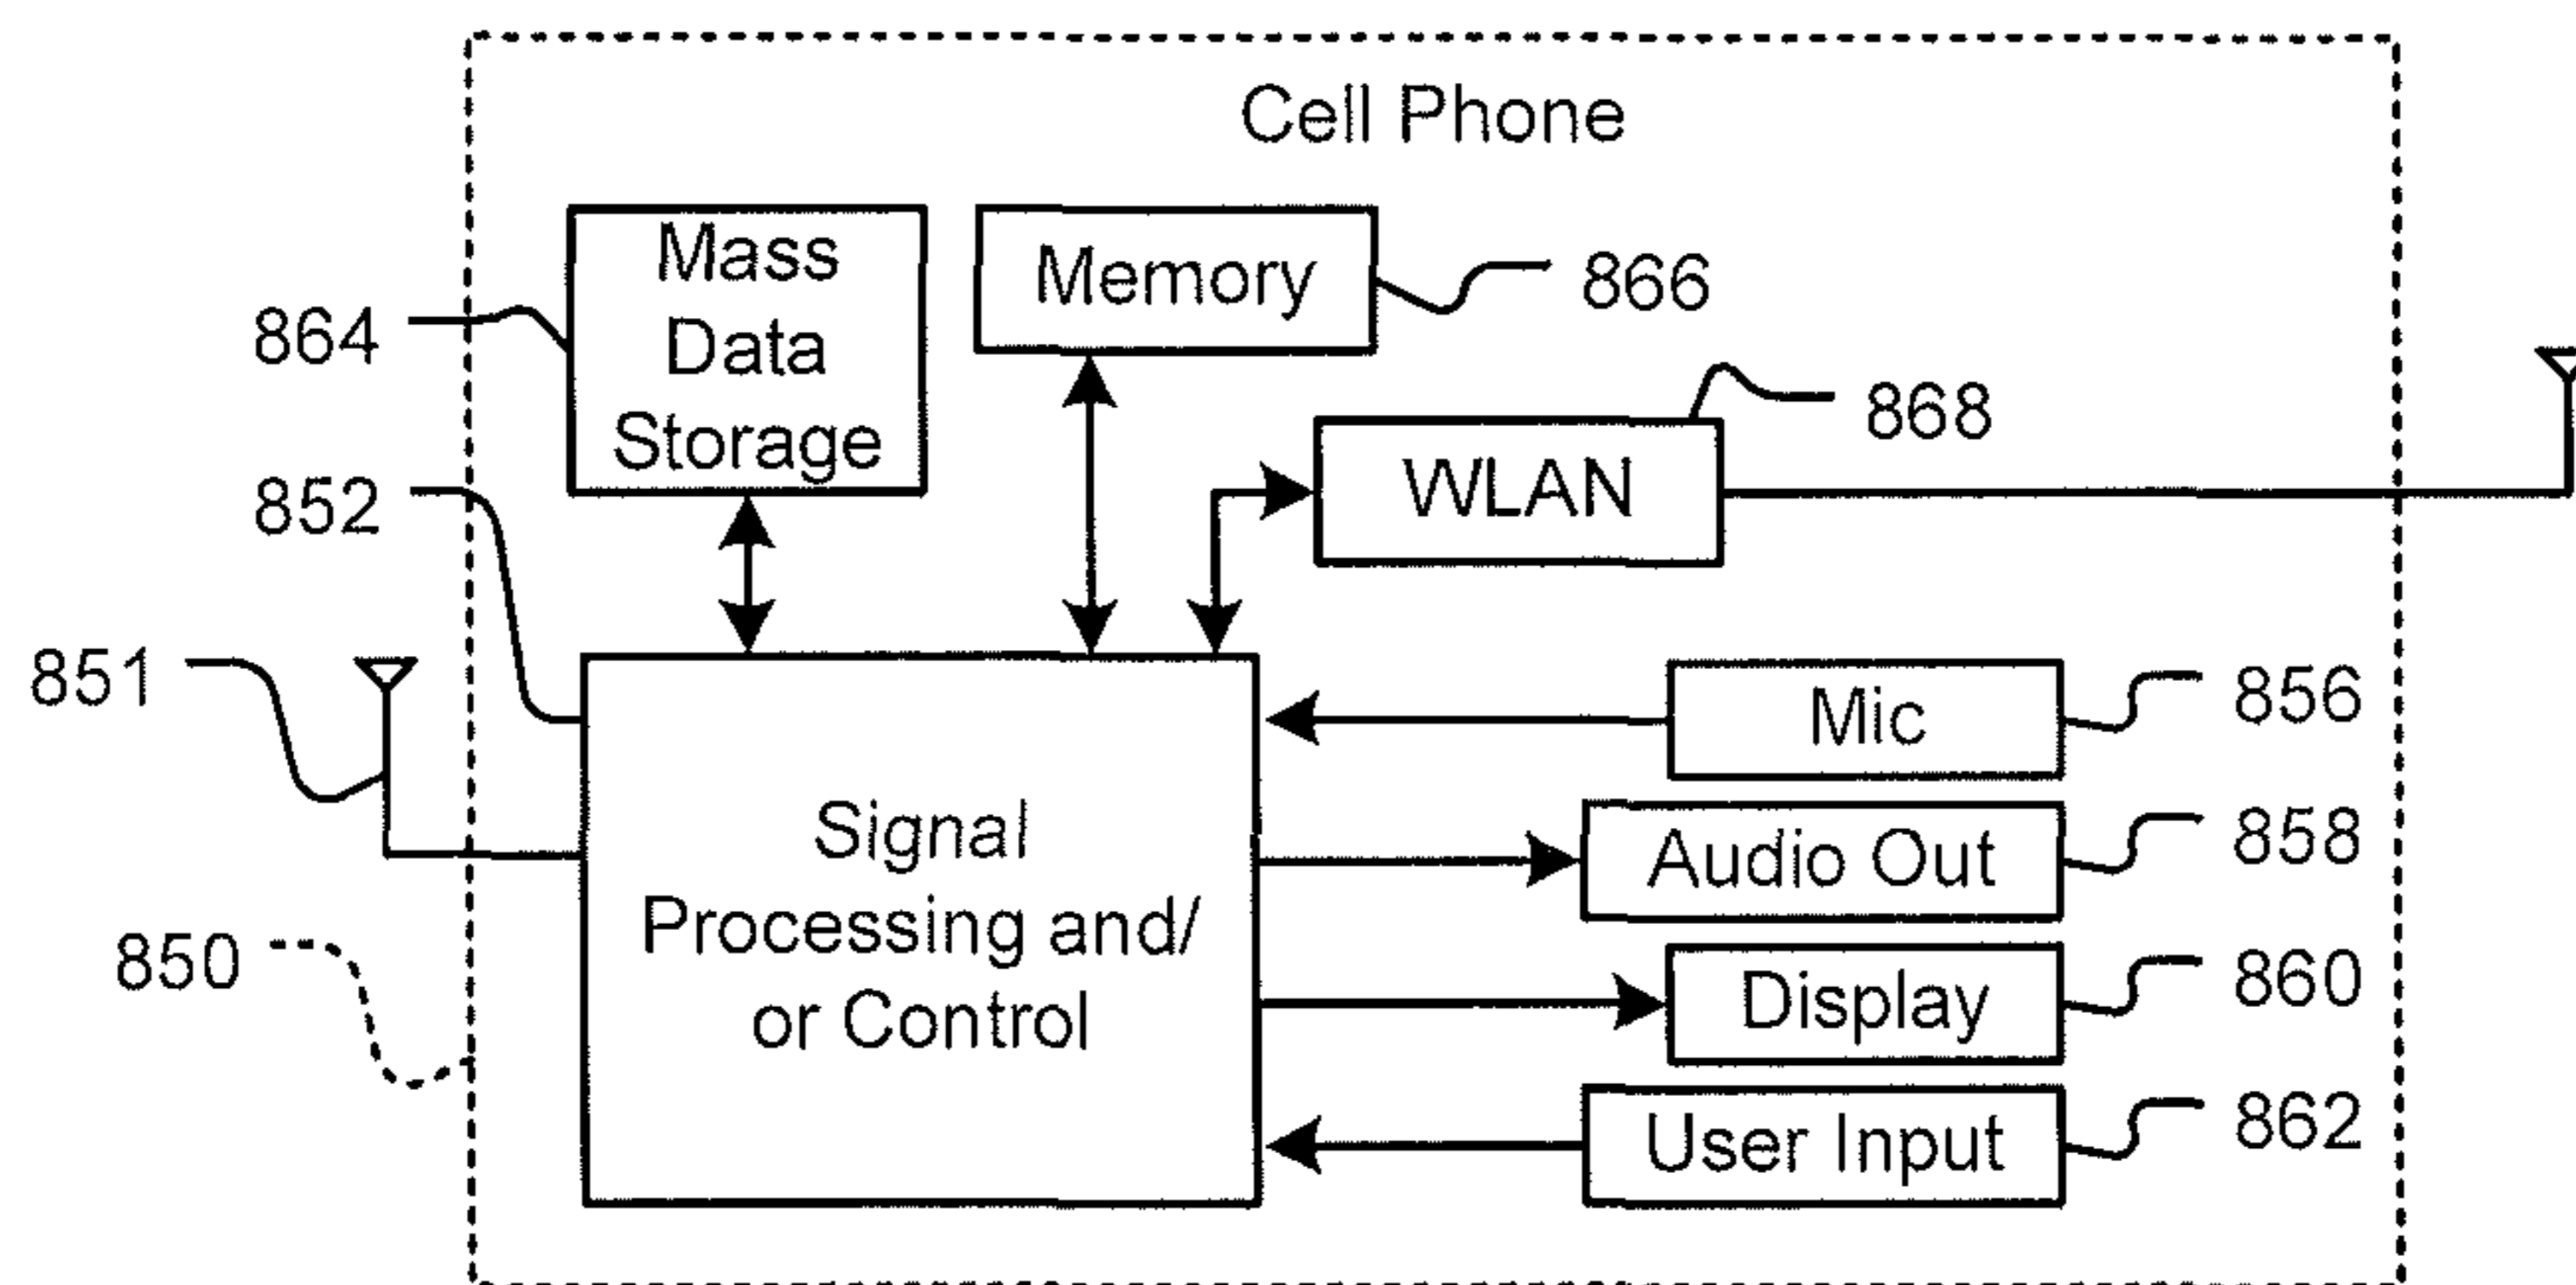 Cell Phone
Mass
Data
Storage
Memory
866
864
868
WLAN
852
851
Mic
856
Signal
Processing and/
or Control
Audio Out
858
850
Display
860
User Input
862